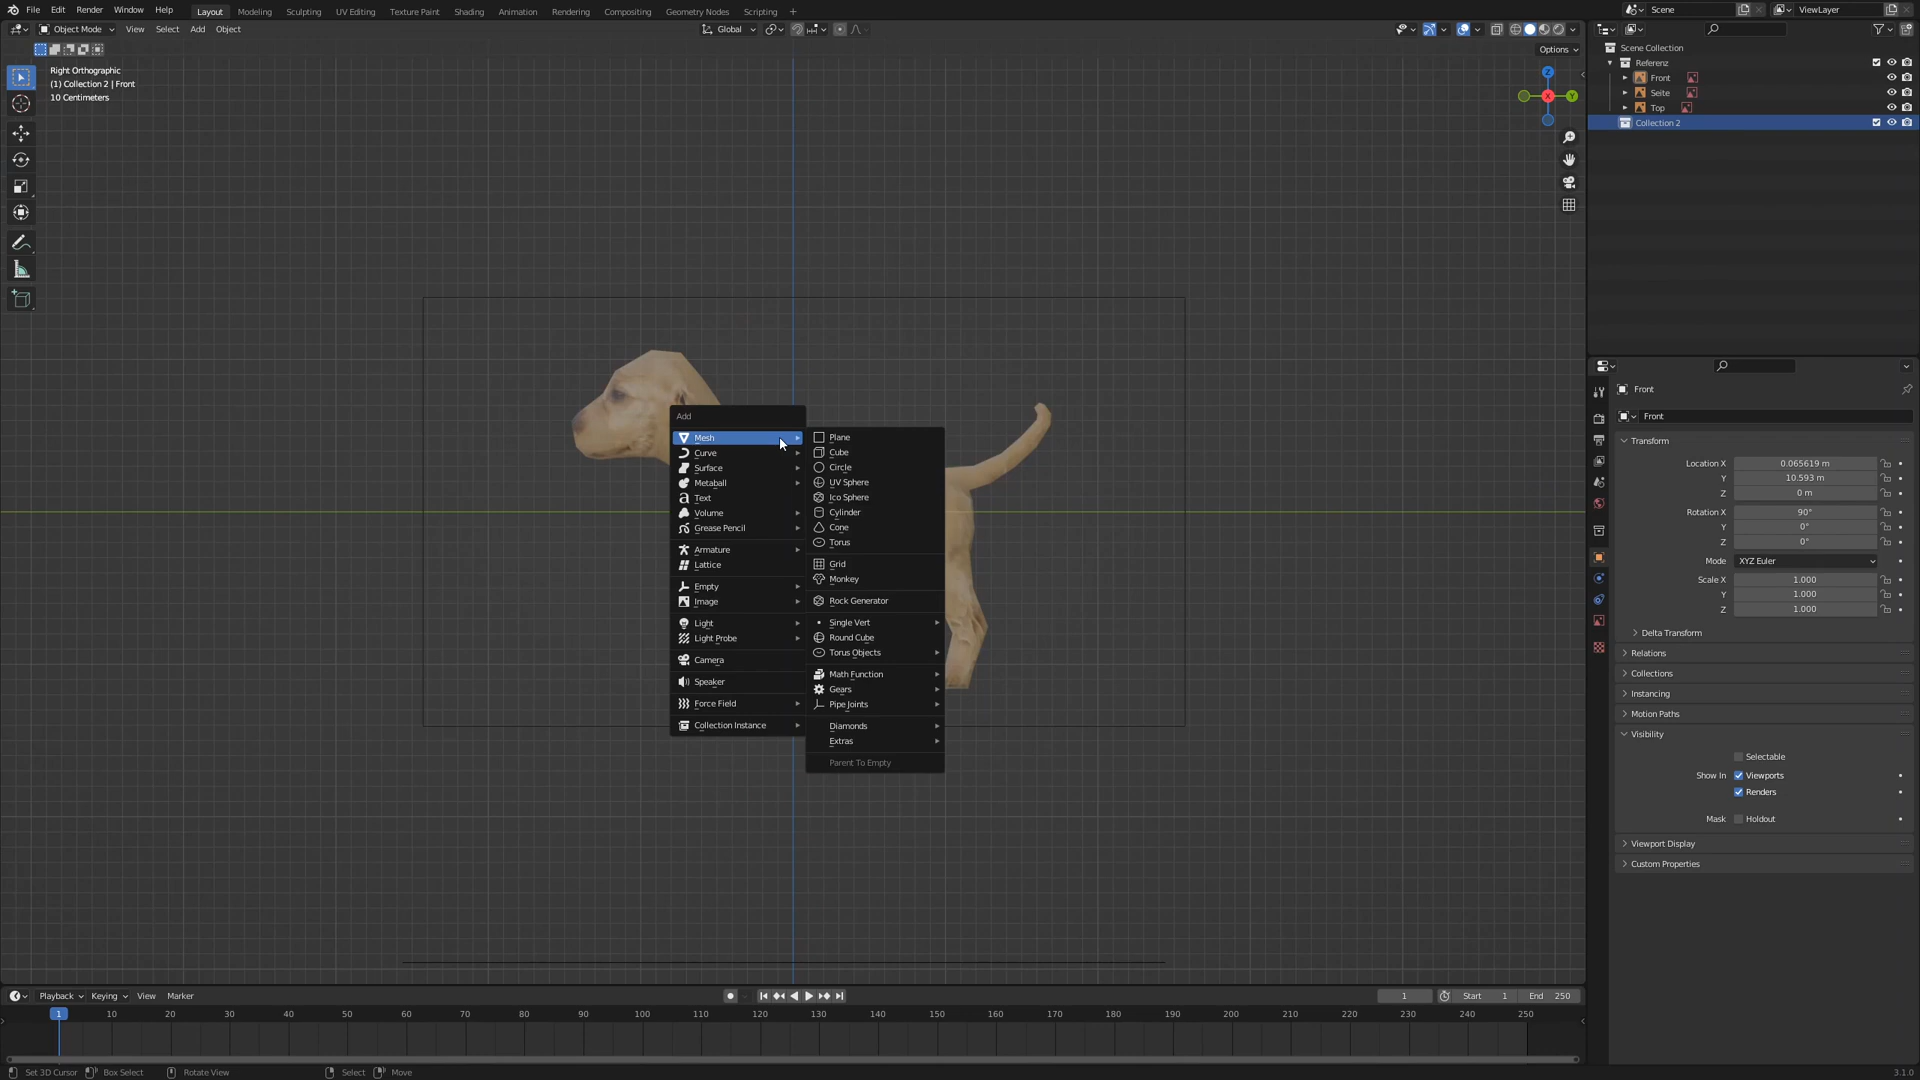 File Edit Render Window Help Layout Modeling Sculpting UV Editing Texture Paint Shading Animation Rendering Compositing Geometry Nodes Scripting + Scene ViewLayer
Object Mode View Select Add Object Global
Options
Right Orthographic
(1) Collection 2 | Front
10 Centimeters
Z
X
Y
Add
Mesh
Curve
Surface
Metaball
Text
Volume
Grease Pencil
Armature
Lattice
Empty
Image
Light
Light Probe
Camera
Speaker
Force Field
Collection Instance
Plane
Cube
Circle
UV Sphere
Ico Sphere
Cylinder
Cone
Torus
Grid
Monkey
Rock Generator
Single Vert
Round Cube
Torus Objects
Math Function
Gears
Pipe Joints
Diamonds
Extras
Parent To Empty
Scene Collection
Referenz
Front
Seite
Top
Collection 2
Front
Front
Transform
Location X 0.065619 m
Y 10.593 m
Z 0 m
Rotation X 90°
Y 0°
Z 0°
Mode XYZ Euler
Scale X 1.000
Y 1.000
Z 1.000
Delta Transform
Relations
Collections
Instancing
Motion Paths
Visibility
Selectable
Show In Viewports
Renders
Mask Holdout
Viewport Display
Custom Properties
Playback Keying View Marker 1 Start 1 End 250
1 10 20 30 40 50 60 70 80 90 100 110 120 130 140 150 160 170 180 190 200 210 220 230 240 250
Set 3D Cursor Box Select Rotate View Select Move 3.1.0